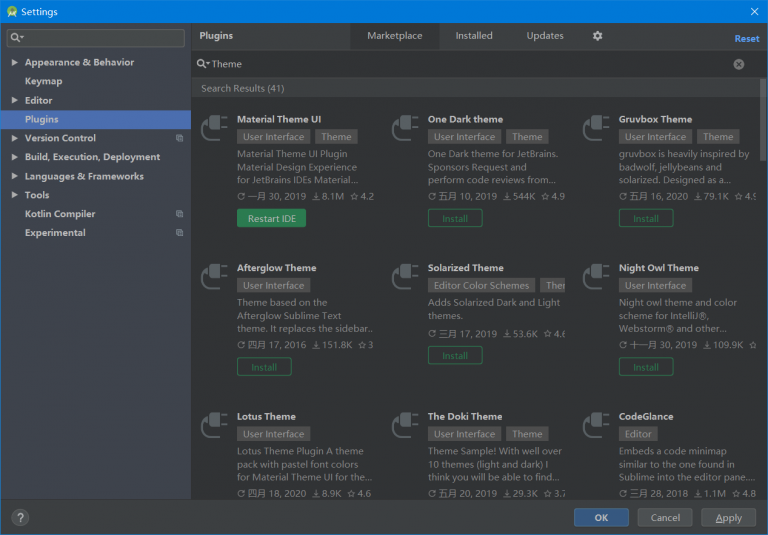 Settings
Plugins
Marketplace
Installed
Updates
Reset
Appearance & Behavior
Keymap
Editor
Plugins
Version Control
Build, Execution, Deployment
Languages & Frameworks
Tools
Kotlin Compiler
Experimental
Theme
Search Results (41)
Material Theme UI
User Interface Theme
Material Theme UI Plugin
Material Design Experience
for JetBrains IDEs Material...
一月 30, 2019 8.1M 4.2
Restart IDE
One Dark theme
User Interface Theme
One Dark theme for JetBrains.
Sponsors Request and
perform code reviews from...
五月 10, 2019 544K 4.9
Install
Gruvbox Theme
User Interface Theme
gruvbox is heavily inspired by
badwolf, jellybeans and
solarized. Designed as a...
五月 16, 2020 79.1K 4.9
Install
Afterglow Theme
User Interface
Theme based on the
Afterglow Sublime Text
theme. It replaces the sidebar..
四月 17, 2016 151.8K 3
Install
Solarized Theme
Editor Color Schemes
Adds Solarized Dark and Light
themes.
三月 17, 2019 53.6K 4.6
Install
Night Owl Theme
User Interface
Night owl theme and color
scheme for IntelliJ®,
Webstorm® and other...
十一月 30, 2019 109.9K
Install
Lotus Theme
User Interface
Lotus Theme Plugin A theme
pack with pastel font colors
for Material Theme UI for the...
四月 18, 2020 8.9K 4.6
The Doki Theme
User Interface Theme
Theme Sample! With well over
10 themes (light and dark) I
think you will be able to find...
五月 20, 2019 29.3K 3.7
CodeGlance
Editor
Embeds a code minimap
similar to the one found in
Sublime into the editor pane....
三月 28, 2018 1.1M 4.8
?
OK
Cancel
Apply